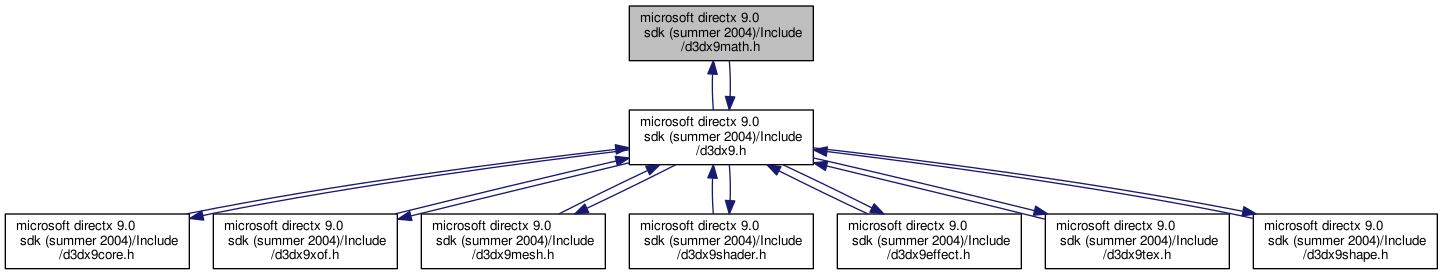 microsoft directx 9.0
sdk (summer 2004)/Include
/d3dx9math.h
microsoft directx 9.0
sdk (summer 2004)/Include
/d3dx9.h
microsoft directx 9.0
sdk (summer 2004)/Include
/d3dx9core.h
microsoft directx 9.0
sdk (summer 2004)/Include
/d3dx9xof.h
microsoft directx 9.0
sdk (summer 2004)/Include
/d3dx9mesh.h
microsoft directx 9.0
sdk (summer 2004)/Include
/d3dx9shader.h
microsoft directx 9.0
sdk (summer 2004)/Include
/d3dx9effect.h
microsoft directx 9.0
sdk (summer 2004)/Include
/d3dx9tex.h
microsoft directx 9.0
sdk (summer 2004)/Include
/d3dx9shape.h